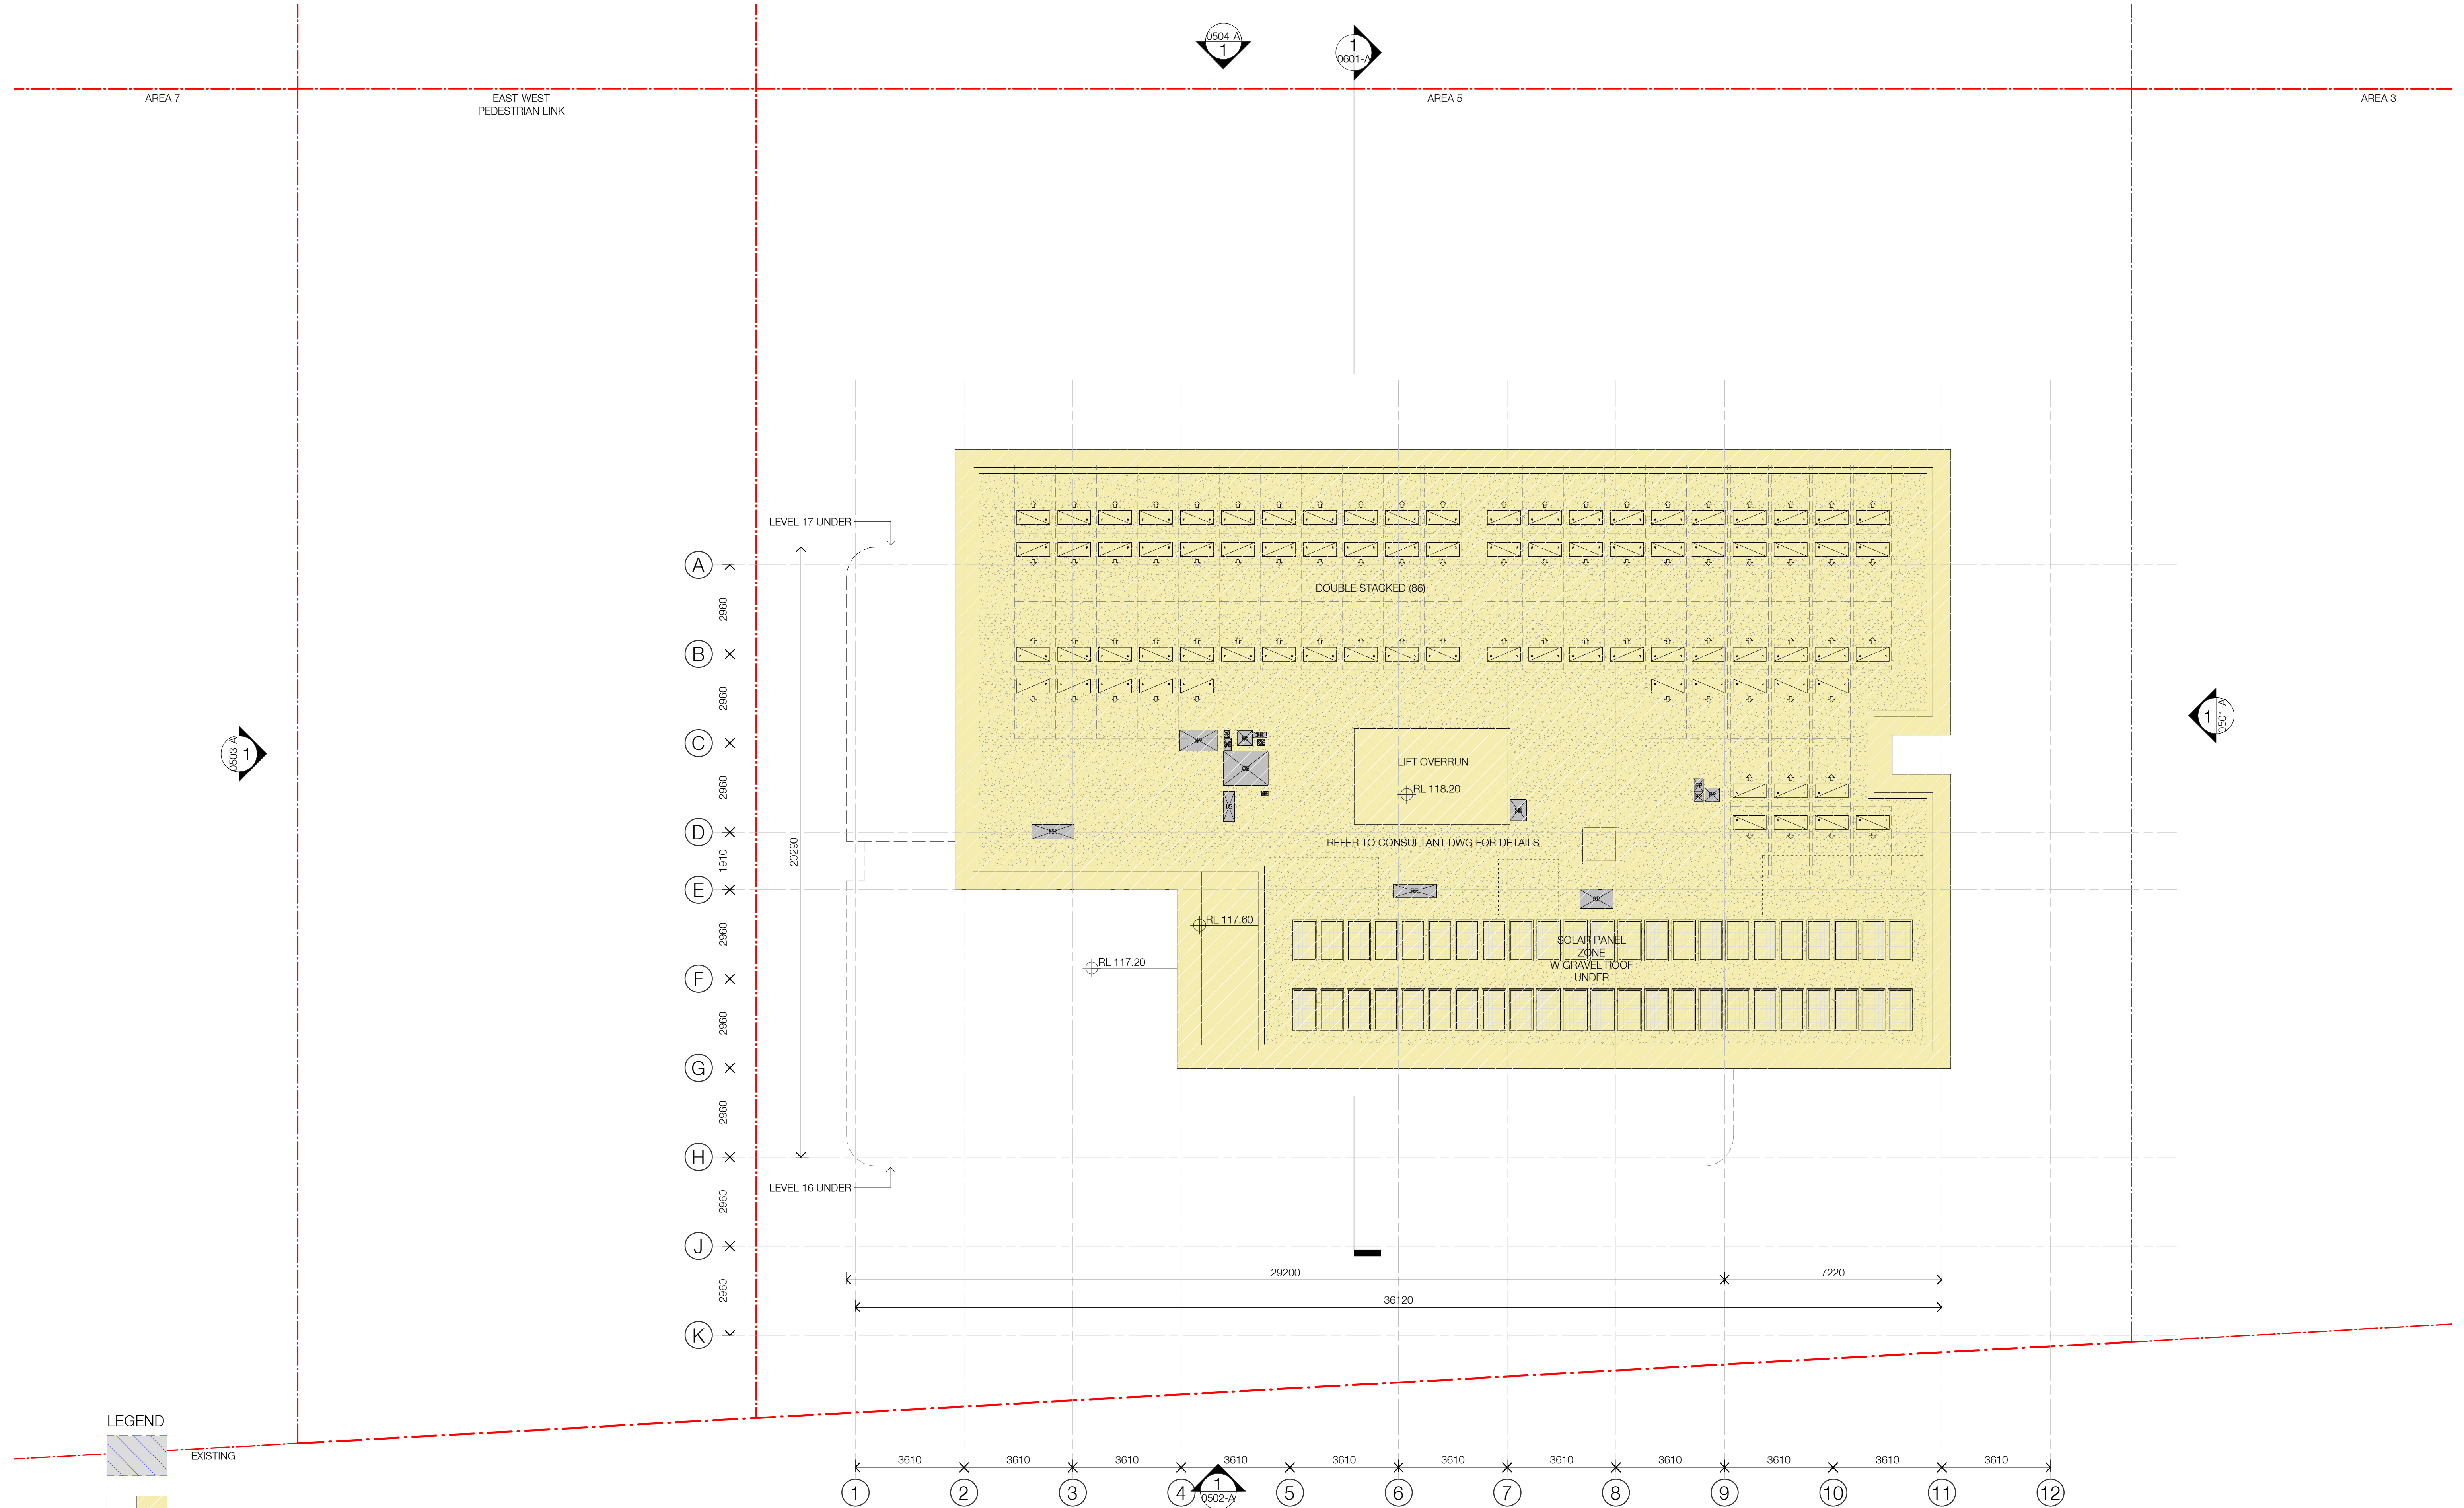 0504-A
1
1
0601-A
AREA 7
EAST-WEST
PEDESTRIAN LINK
AREA 5
AREA 3
LEVEL 17 UNDER
A
2960
DOUBLE STACKED (86)
B
2960
C
2960
LIFT OVERRUN
RL 118.20
D
REFER TO CONSULTANT DWG FOR DETAILS
1910
20290
E
RL 117.60
2960
SOLAR PANEL
ZONE
W GRAVEL ROOF
UNDER
RL 117.20
F
2960
G
2960
H
LEVEL 16 UNDER
2960
J
2960
K
0503-A
1
1
0501-A
29200
7220
36120
LEGEND
EXISTING
3610
3610
3610
3610
3610
3610
3610
3610
3610
3610
3610
1
2
3
4
5
6
7
8
9
10
11
12
1
0502-A